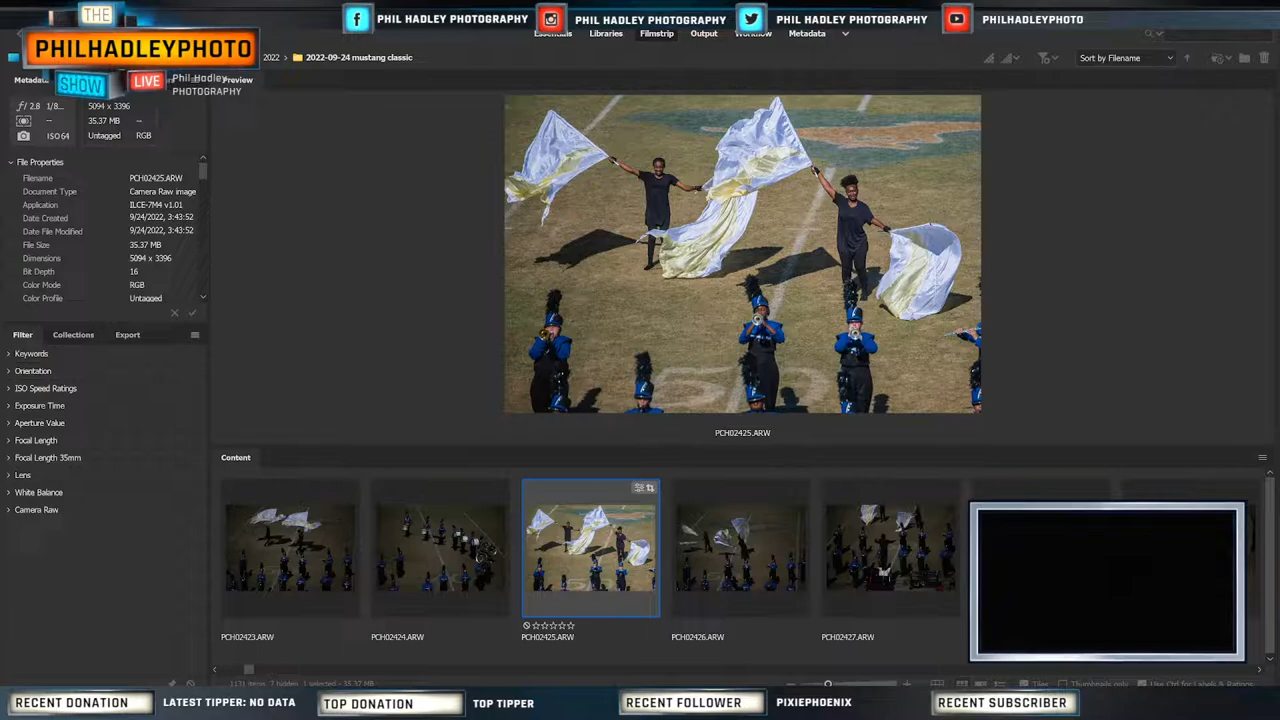 THE
PHILHADLEYPHOTO
SHOW
LIVE
Phil Hadley
PHOTOGRAPHY
PHIL HADLEY PHOTOGRAPHY
PHIL HADLEY PHOTOGRAPHY
PHIL HADLEY PHOTOGRAPHY
PHILHADLEYPHOTO
Essentials Libraries Filmstrip Output Workflow Metadata
2022 > 2022-09-24 mustang classic
Sort by Filename
Preview
f/ 2.8 1/8...
-- 
ISO64
5094 x 3396
35.37 MB --
Untagged RGB
File Properties
Filename PCH02425.ARW
Document Type Camera Raw image
Application ILCE-7M4 v1.01
Date Created 9/24/2022, 3:43:52
Date File Modified 9/24/2022, 3:43:52
File Size 35.37 MB
Dimensions 5094 x 3396
Bit Depth 16
Color Mode RGB
Color Profile Untagged
Filter Collections Export
Keywords
Orientation
ISO Speed Ratings
Exposure Time
Aperture Value
Focal Length
Focal Length 35mm
Lens
White Balance
Camera Raw
PCH02425.ARW
Content
PCH02423.ARW
PCH02424.ARW
PCH02425.ARW
PCH02426.ARW
PCH02427.ARW
RECENT DONATION
LATEST TIPPER: NO DATA
TOP DONATION
TOP TIPPER
RECENT FOLLOWER
PIXIEPHOENIX
RECENT SUBSCRIBER